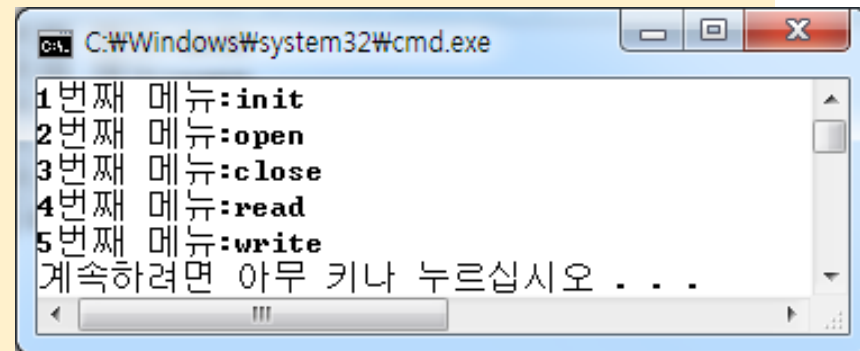 C:₩Windows₩system32₩cmd.exe
1번째 메뉴:init
2번째 메뉴:open
3번째 메뉴:close
4번째 메뉴:read
5번째 메뉴:write
계속하려면 아무 키나 누르십시오 . . .